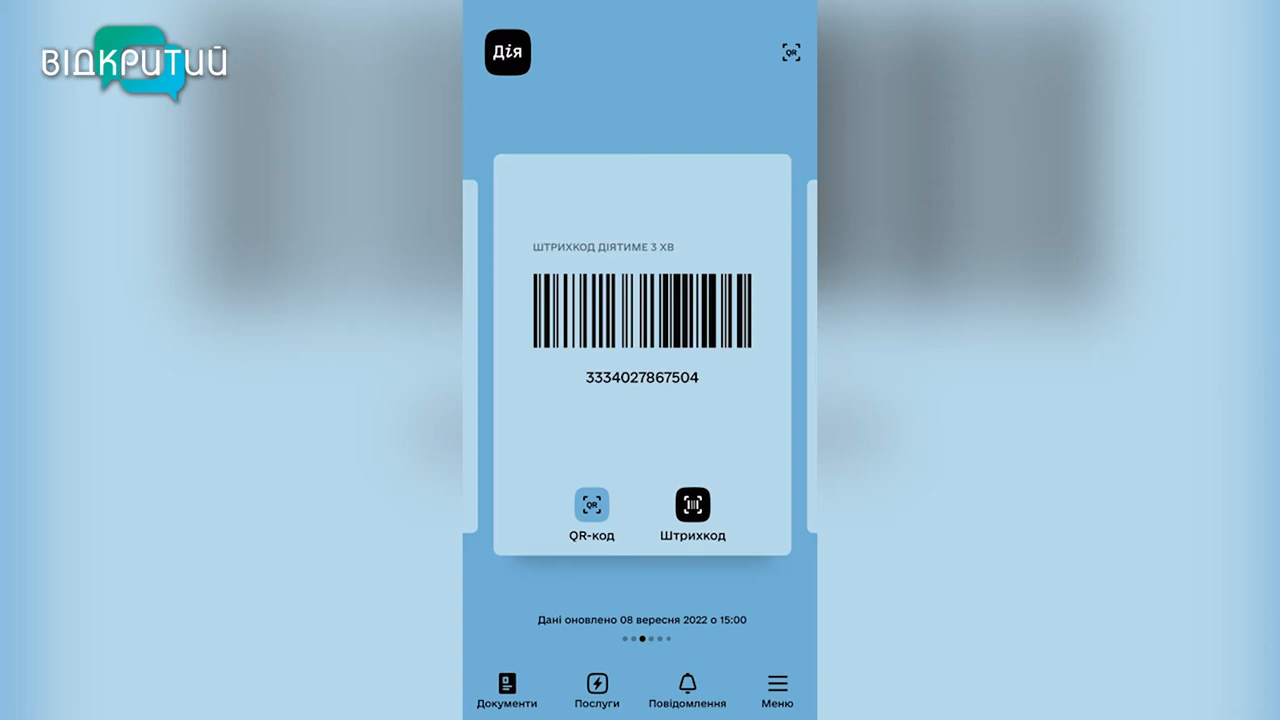 ВІДКРИТИЙ
Дія
QR
ШТРИХКОД ДІЯТИМЕ 3 ХВ
3334027867504
QR
QR-код
Штрихкод
Дані оновлено 08 вересня 2022 о 15:00
Документи
Послуги
Повідомлення
Меню